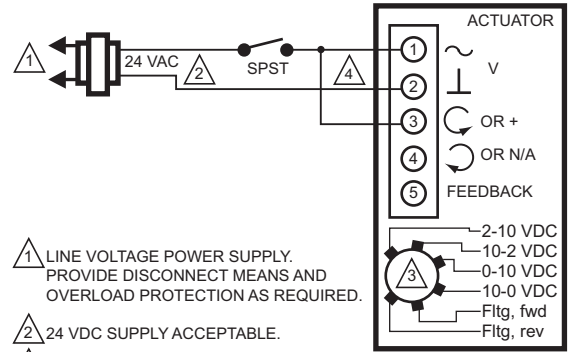 ACTUATOR
1
24 VAC
2
SPST
4
1
V
2
3
OR +
4
OR N/A
5
FEEDBACK
2-10 VDC
10-2 VDC
0-10 VDC
10-0 VDC
Fltg, fwd
Fltg, rev
3
1 LINE VOLTAGE POWER SUPPLY.
PROVIDE DISCONNECT MEANS AND
OVERLOAD PROTECTION AS REQUIRED.
2 24 VDC SUPPLY ACCEPTABLE.